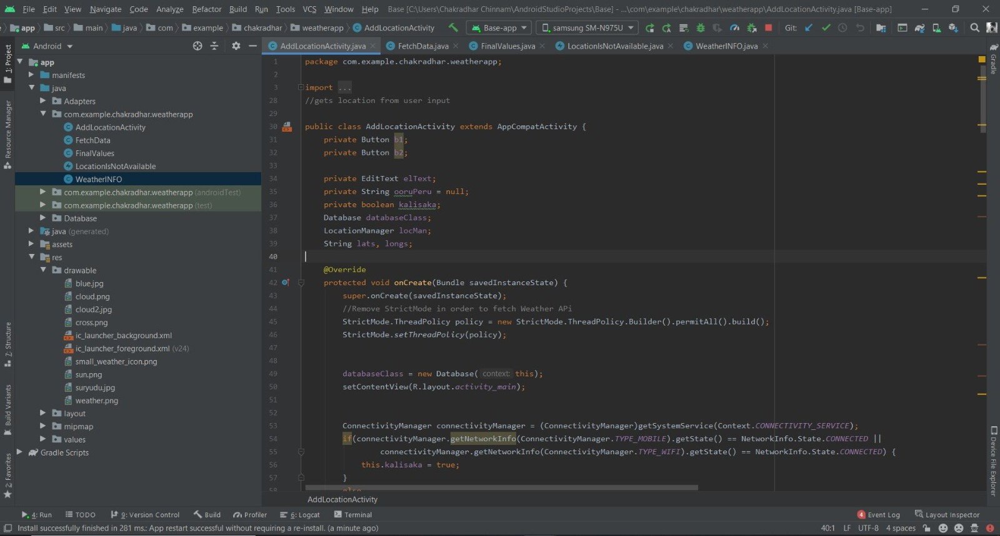 File Edit View Navigate Code Analyze Refactor Build Run Tools VCS Window Help Base [C:\Users\Chakradhar Chinnam\AndroidStudioProjects\Base] - ...\com\example\chakradhar\weatherapp\AddLocationActivity.java [Base-app]
app src main java com example chakradhar weatherapp AddLocationActivity Base-app samsung SM-N975U Git:
1: Project
Resource Manager
Z: Structure
Build Variants
2: Favorites
Android
app
manifests
java
Adapters
com.example.chakradhar.weatherapp
AddLocationActivity
FetchData
FinalValues
LocationIsNotAvailable
WeatherINFO
com.example.chakradhar.weatherapp (androidTest)
com.example.chakradhar.weatherapp (test)
Database
java (generated)
assets
res
drawable
blue.jpg
cloud.png
cloud2.jpg
cross.png
ic_launcher_background.xml
ic_launcher_foreground.xml (v24)
small_weather_icon.png
sun.png
suryudu.jpg
weather.png
layout
mipmap
values
Gradle Scripts
AddLocationActivity.java FetchData.java FinalValues.java LocationIsNotAvailable.java WeatherINFO.java
1 package com.example.chakradhar.weatherapp;
2
3 import ...
28 //gets location from user input
29
30 public class AddLocationActivity extends AppCompatActivity {
31 private Button b1;
32 private Button b2;
33
34 private EditText elText;
35 private String ooruPeru = null;
36 private boolean kalisaka;
37 Database databaseClass;
38 LocationManager locMan;
39 String lats, longs;
40
41 @Override
42 protected void onCreate(Bundle savedInstanceState) {
43 super.onCreate(savedInstanceState);
44 //Remove StrictMode in order to fetch Weather APi
45 StrictMode.ThreadPolicy policy = new StrictMode.ThreadPolicy.Builder().permitAll().build();
46 StrictMode.setThreadPolicy(policy);
47
48
49 databaseClass = new Database( context: this);
50 setContentView(R.layout.activity_main);
51
52
53 ConnectivityManager connectivityManager = (ConnectivityManager)getSystemService(Context.CONNECTIVITY_SERVICE);
54 if(connectivityManager.getNetworkInfo(ConnectivityManager.TYPE_MOBILE).getState() == NetworkInfo.State.CONNECTED ||
55 connectivityManager.getNetworkInfo(ConnectivityManager.TYPE_WIFI).getState() == NetworkInfo.State.CONNECTED) {
56 this.kalisaka = true;
57 }
58 else
AddLocationActivity
Gradle
Device File Explorer
4: Run TODO 9: Version Control Build Profiler 6: Logcat Terminal 4 Event Log Layout Inspector
Install successfully finished in 281 ms.: App restart successful without requiring a re-install. (a minute ago) 40:1 LF UTF-8 4 spaces